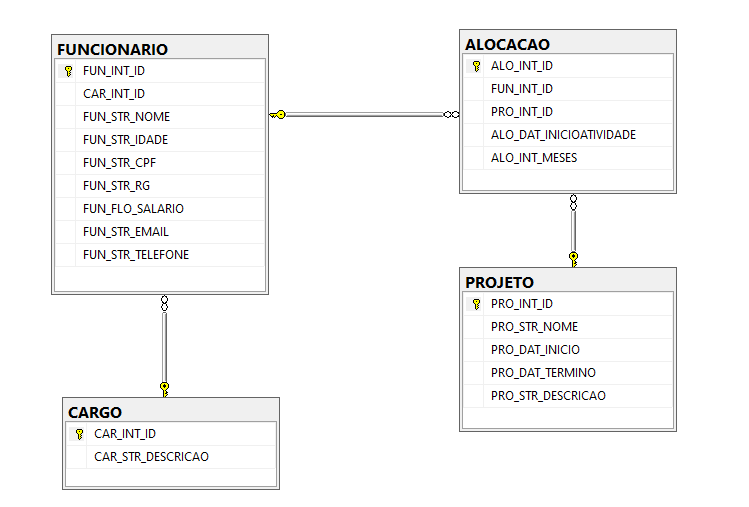 FUNCIONARIO
FUN_INT_ID
CAR_INT_ID
FUN_STR_NOME
FUN_STR_IDADE
FUN_STR_CPF
FUN_STR_RG
FUN_FLO_SALARIO
FUN_STR_EMAIL
FUN_STR_TELEFONE
ALOCACAO
ALO_INT_ID
FUN_INT_ID
PRO_INT_ID
ALO_DAT_INICIOATIVIDADE
ALO_INT_MESES
PROJETO
PRO_INT_ID
PRO_STR_NOME
PRO_DAT_INICIO
PRO_DAT_TERMINO
PRO_STR_DESCRICAO
CARGO
CAR_INT_ID
CAR_STR_DESCRICAO